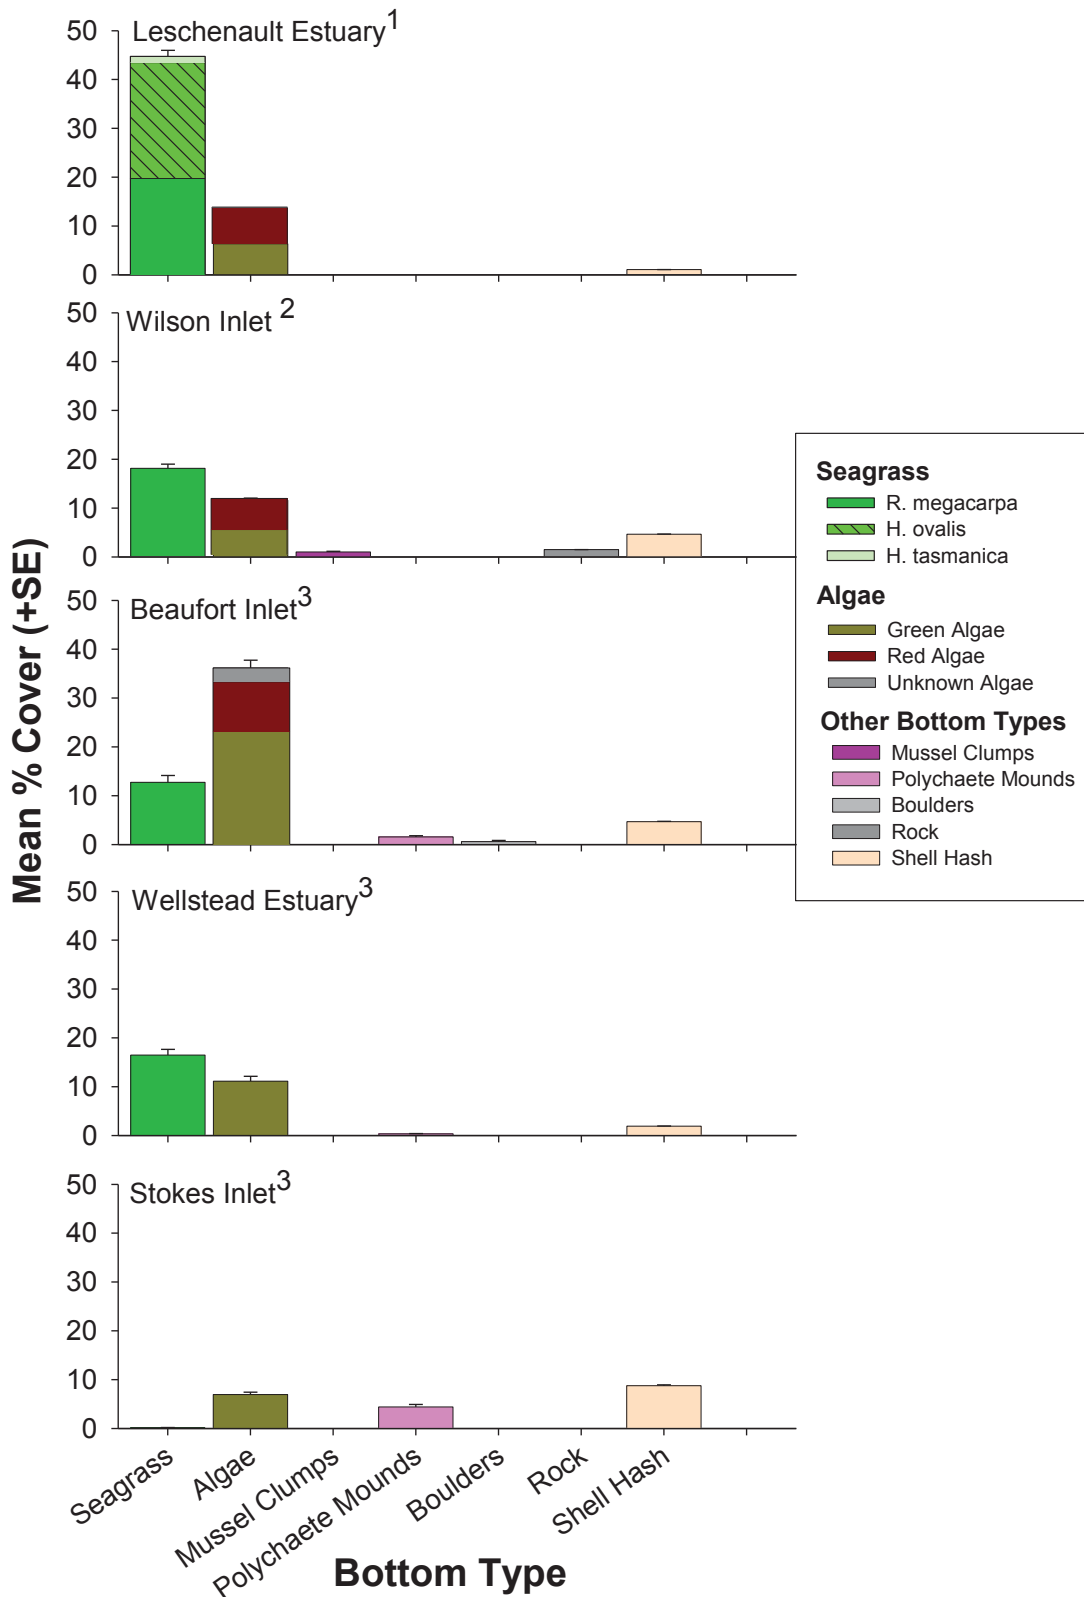 Mean % Cover (+SE)
Leschenault Estuary1
50
40
30
20
10
0
Wilson Inlet 2
50
40
30
20
10
0
Beaufort Inlet3
50
40
30
20
10
0
Wellstead Estuary3
50
40
30
20
10
0
Stokes Inlet3
50
40
30
20
10
0
Seagrass
Algae
Mussel Clumps
Polychaete Mounds
Boulders
Rock
Shell Hash
Bottom Type
Seagrass
R. megacarpa
H. ovalis
H. tasmanica
Algae
Green Algae
Red Algae
Unknown Algae
Other Bottom Types
Mussel Clumps
Polychaete Mounds
Boulders
Rock
Shell Hash